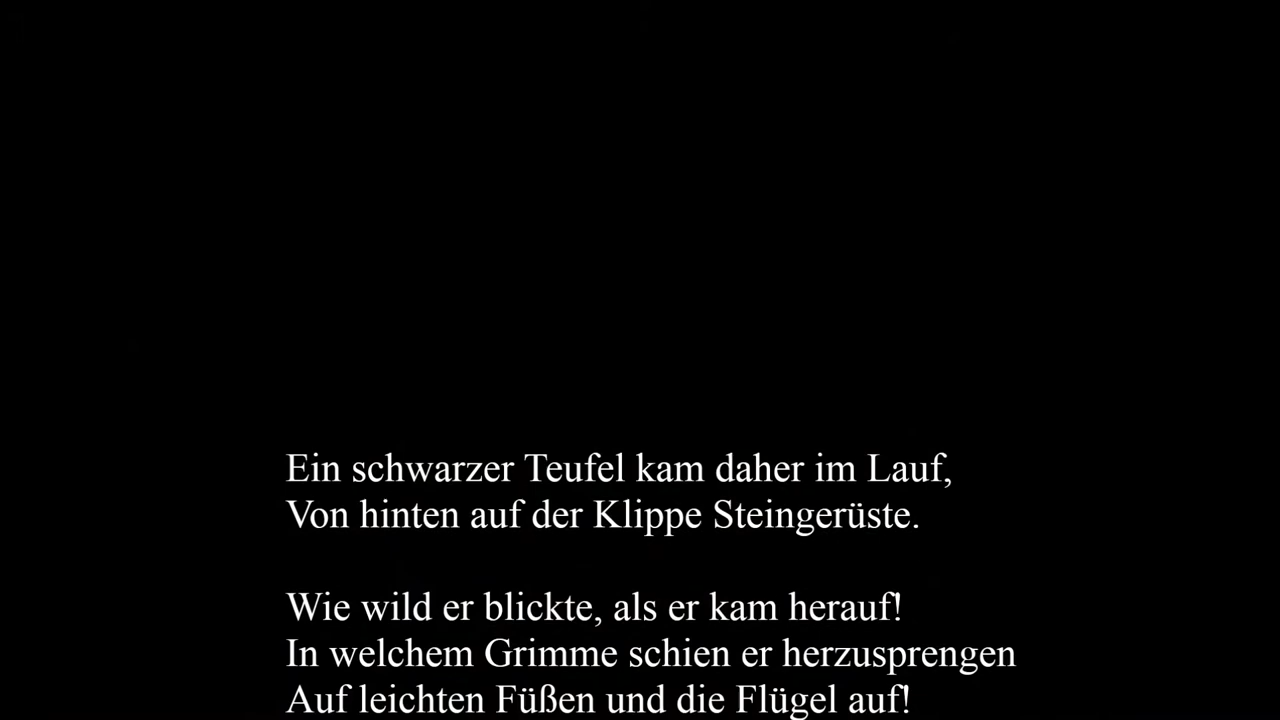 Ein schwarzer Teufel kam daher im Lauf,
Von hinten auf der Klippe Steingerüste.
Wie wild er blickte, als er kam herauf!
In welchem Grimme schien er herzusprengen
Auf leichten Füßen und die Flügel auf!